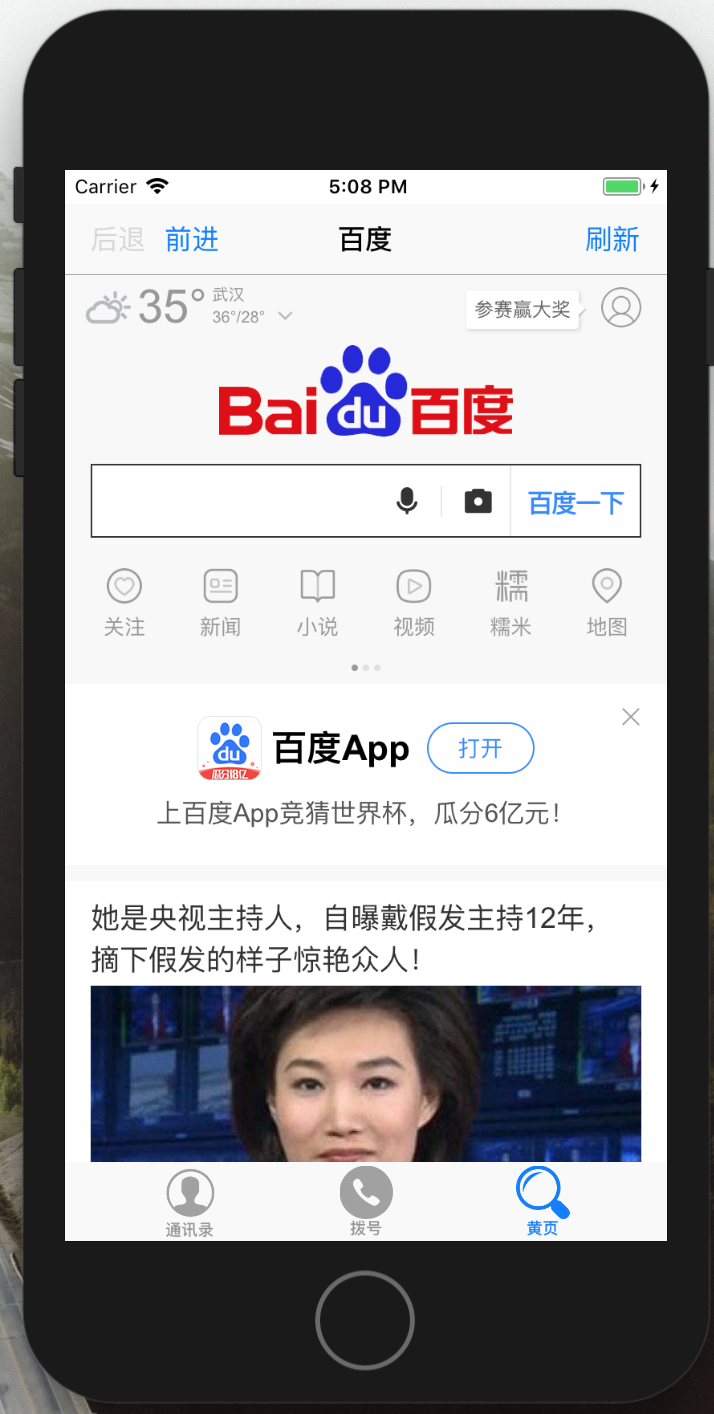 Carrier 5:08 PM
后退 前进 百度 刷新
35° 武汉
36°/28°
参赛赢大奖
Bai du 百度
百度一下
关注 新闻 小说 视频 糯米 地图
糯
du
瓜分18亿
百度App 打开
上百度App竞猜世界杯，瓜分6亿元！
她是央视主持人，自曝戴假发主持12年，
摘下假发的样子惊艳众人！
通讯录 拨号 黄页